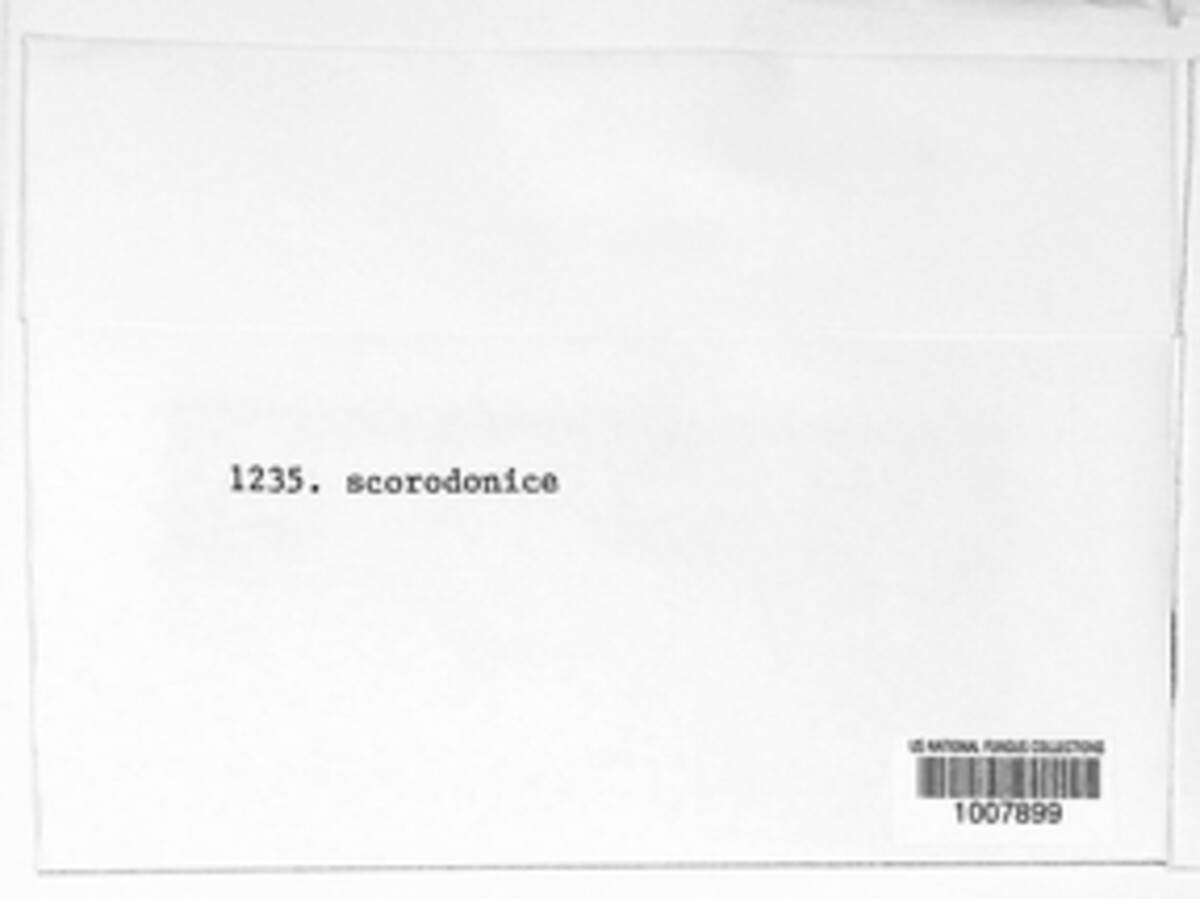 1235. scorodonice
US NATIONAL FUNGUS COLLECTIONS
1007899